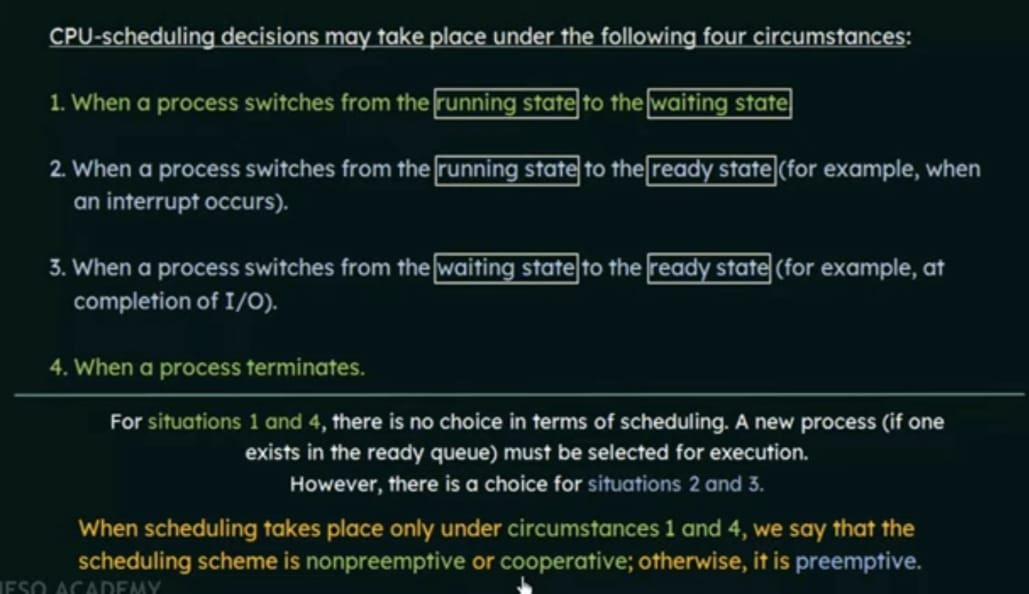 CPU-scheduling decisions may take place under the following four circumstances:
1. When a process switches from the running state to the waiting state
2. When a process switches from the running state to the ready state (for example, when
an interrupt occurs).
3. When a process switches from the waiting state to the ready state (for example, at
completion of I/O).
4. When a process terminates.
For situations 1 and 4, there is no choice in terms of scheduling. A new process (if one
exists in the ready queue) must be selected for execution.
However, there is a choice for situations 2 and 3.
When scheduling takes place only under circumstances 1 and 4, we say that the
scheduling scheme is nonpreemptive or cooperative; otherwise, it is preemptive.
NESO ACADEMY